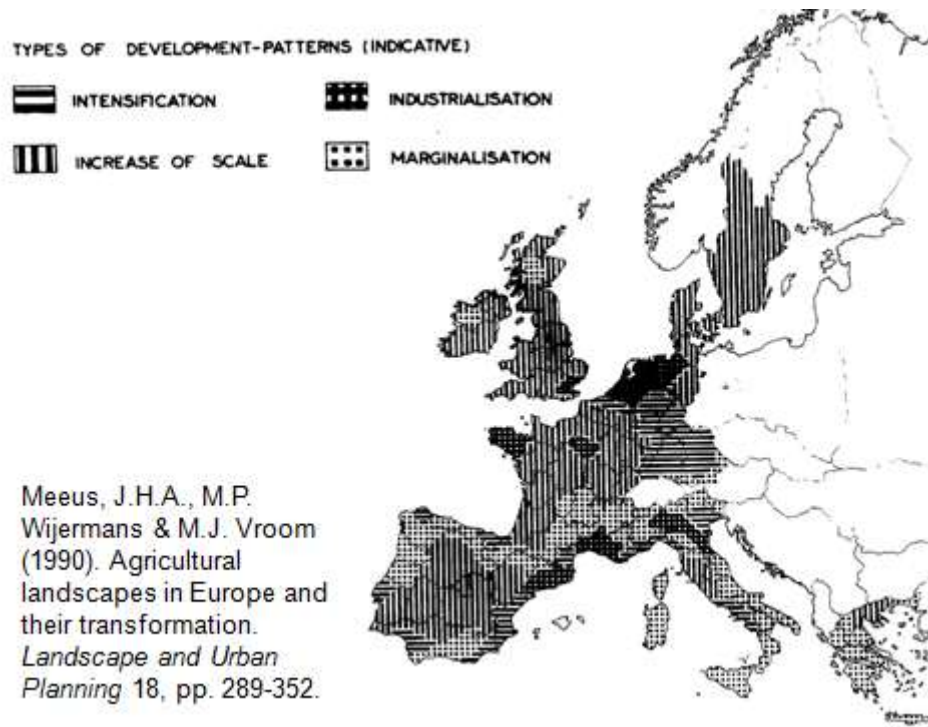 TYPES OF DEVELOPMENT-PATTERNS (INDICATIVE)
INTENSIFICATION
INDUSTRIALISATION
INCREASE OF SCALE
MARGINALISATION
Meeus, J.H.A., M.P.
Wijermans & M.J. Vroom
(1990). Agricultural
landscapes in Europe and
their transformation.
Landscape and Urban
Planning 18, pp. 289-352.